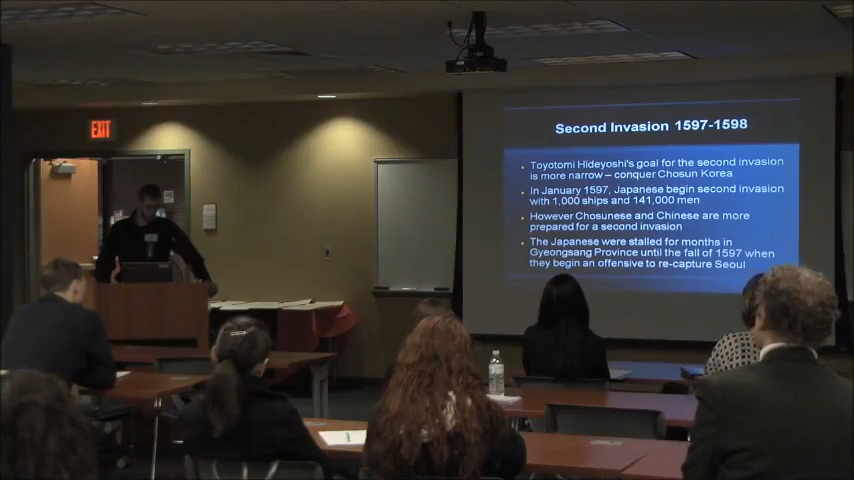 EXIT
Second Invasion 1597-1598
Toyotomi Hideyoshi's goal for the second invasion
is more narrow – conquer Chosun Korea
In January 1597, Japanese begin second invasion
with 1,000 ships and 141,000 men
However Chosunese and Chinese are more
prepared for a second invasion
The Japanese were stalled for months in
Gyeongsang Province until the fall of 1597 when
they begin an offensive to re-capture Seoul